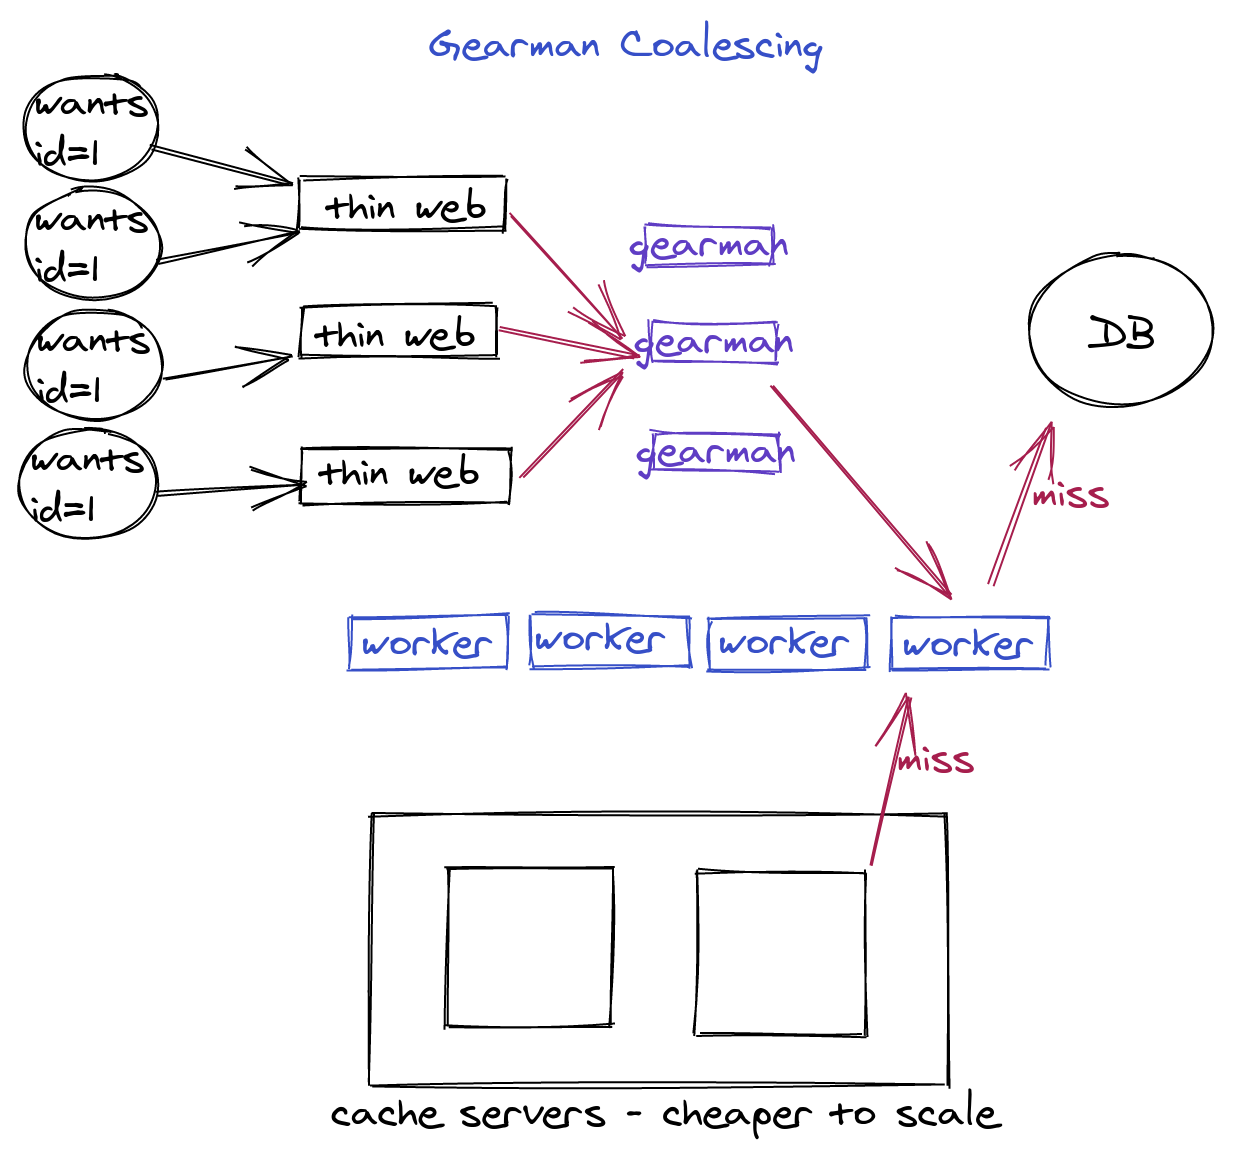 Gearman Coalescing
wants
id=1
thin web
wants
id=1
gearman
wants
id=1
thin web
gearman
DB
wants
id=1
thin web
gearman
miss
worker
worker
worker
worker
miss
cache servers - cheaper to scale